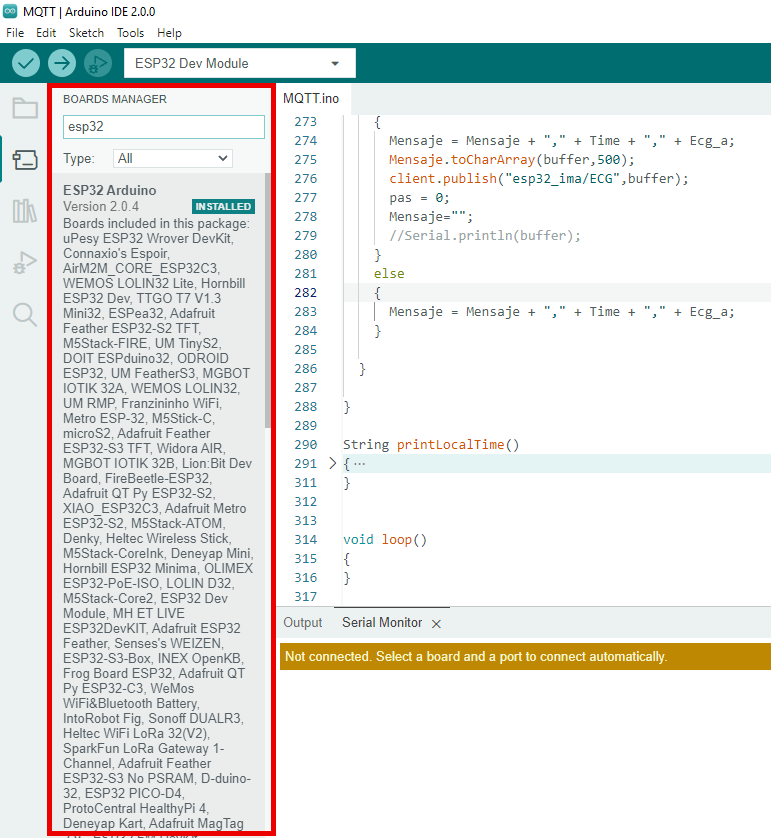 MQTT | Arduino IDE 2.0.0
File Edit Sketch Tools Help
ESP32 Dev Module
BOARDS MANAGER
esp32
Type: All
ESP32 Arduino
Version 2.0.4 INSTALLED
Boards included in this package:
uPesy ESP32 Wrover DevKit,
Connaxio's Espoir,
AirM2M_CORE_ESP32C3,
WEMOS LOLIN32 Lite, Hornbill
ESP32 Dev, TTGO T7 V1.3
Mini32, ESPea32, Adafruit
Feather ESP32-S2 TFT,
M5Stack-FIRE, UM TinyS2,
DOIT ESPduino32, ODROID
ESP32, UM FeatherS3, MGBOT
IOTIK 32A, WEMOS LOLIN32,
UM RMP, Franzininho WiFi,
Metro ESP-32, M5Stick-C,
microS2, Adafruit Feather
ESP32-S3 TFT, Widora AIR,
MGBOT IOTIK 32B, Lion:Bit Dev
Board, FireBeetle-ESP32,
Adafruit QT Py ESP32-S2,
XIAO_ESP32C3, Adafruit Metro
ESP32-S2, M5Stack-ATOM,
Denky, Heltec Wireless Stick,
M5Stack-CoreInk, Deneyap Mini,
Hornbill ESP32 Minima, OLIMEX
ESP32-PoE-ISO, LOLIN D32,
M5Stack-Core2, ESP32 Dev
Module, MH ET LIVE
ESP32DevKIT, Adafruit ESP32
Feather, Senses's WEIZEN,
ESP32-S3-Box, INEX OpenKB,
Frog Board ESP32, Adafruit QT
Py ESP32-C3, WeMos
WiFi&Bluetooth Battery,
IntoRobot Fig, Sonoff DUALR3,
Heltec WiFi LoRa 32(V2),
SparkFun LoRa Gateway 1-
Channel, Adafruit Feather
ESP32-S3 No PSRAM, D-duino-
32, ESP32 PICO-D4,
ProtoCentral HealthyPi 4,
Deneyap Kart, Adafruit MagTag
MQTT.ino
273 {
274 Mensaje = Mensaje + "," + Time + "," + Ecg_a;
275 Mensaje.toCharArray(buffer,500);
276 client.publish("esp32_ima/ECG",buffer);
277 pas = 0;
278 Mensaje="";
279 //Serial.println(buffer);
280 }
281 else
282 {
283 Mensaje = Mensaje + "," + Time + "," + Ecg_a;
284 }
285
286 }
287
288 }
289
290 String printLocalTime()
291 { ...
311 }
312
313
314 void loop()
315 {
316 }
317
Output Serial Monitor
Not connected. Select a board and a port to connect automatically.